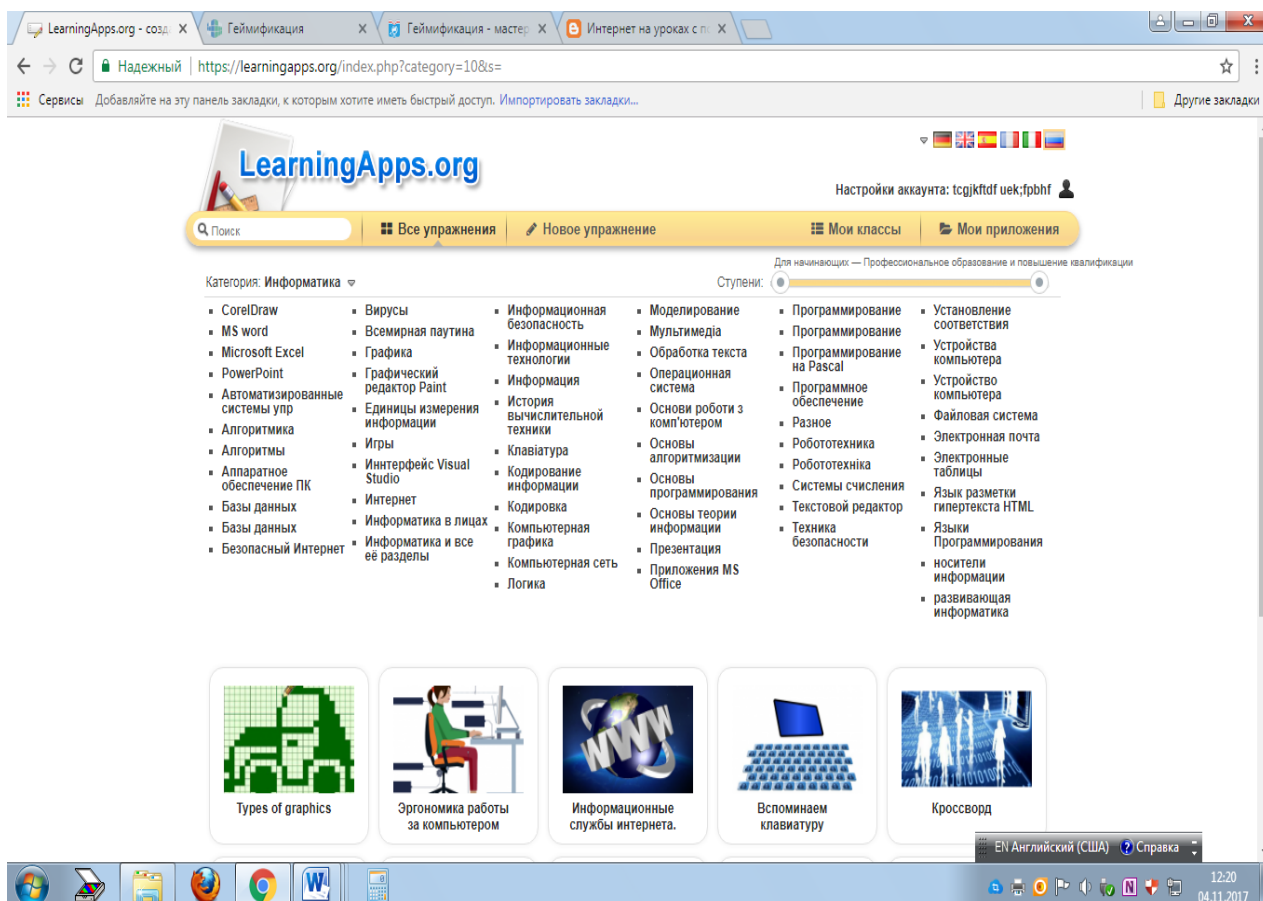 LearningApps.org - созд
Геймификация
Геймификация - мастер
Интернет на уроках с п
Надежный
https://learningapps.org/index.php?category=10&s=
Сервисы
Добавляйте на эту панель закладки, к которым хотите иметь быстрый доступ. Импортировать закладки...
Другие закладки
LearningApps.org
Настройки аккаунта: tcgjkftdf uek;fpbhf
Поиск
Все упражнения
Новое упражнение
Мои классы
Мои приложения
Для начинающих — Профессиональное образование и повышение квалификации
Категория: Информатика
Ступени:
CorelDraw
MS word
Microsoft Excel
PowerPoint
Автоматизированные
системы упр
Алгоритмика
Алгоритмы
Аппаратное
обеспечение ПК
Базы данных
Базы данных
Безопасный Интернет
Вирусы
Всемирная паутина
Графика
Графический
редактор Paint
Единицы измерения
информации
Игры
Иннтерфейс Visual
Studio
Интернет
Информатика в лицах
Информатика и все
её разделы
Информационная
безопасность
Информационные
технологии
Информация
История
вычислительной
техники
Клавіатура
Кодирование
информации
Кодировка
Компьютерная
графика
Компьютерная сеть
Логика
Моделирование
Мультимедіа
Обработка текста
Операционная
система
Основи роботи з
комп'ютером
Основы
алгоритмизации
Основы
программирования
Основы теории
информации
Презентация
Приложения MS
Office
Программирование
Программирование
Программирование
на Pascal
Программное
обеспечение
Разное
Робототехника
Робототехніка
Системы счисления
Текстовой редактор
Техника
безопасности
Установление
соответствия
Устройства
компьютера
Устройство
компьютера
Файловая система
Электронная почта
Электронные
таблицы
Язык разметки
гипертекста HTML
Языки
Программирования
носители
информации
развивающая
информатика
WWW
Types of graphics
Эргономика работы
за компьютером
Информационные
службы интернета.
Вспоминаем
клавиатуру
Кроссворд
EN Английский (США)
Справка
12:20
04.11.2017